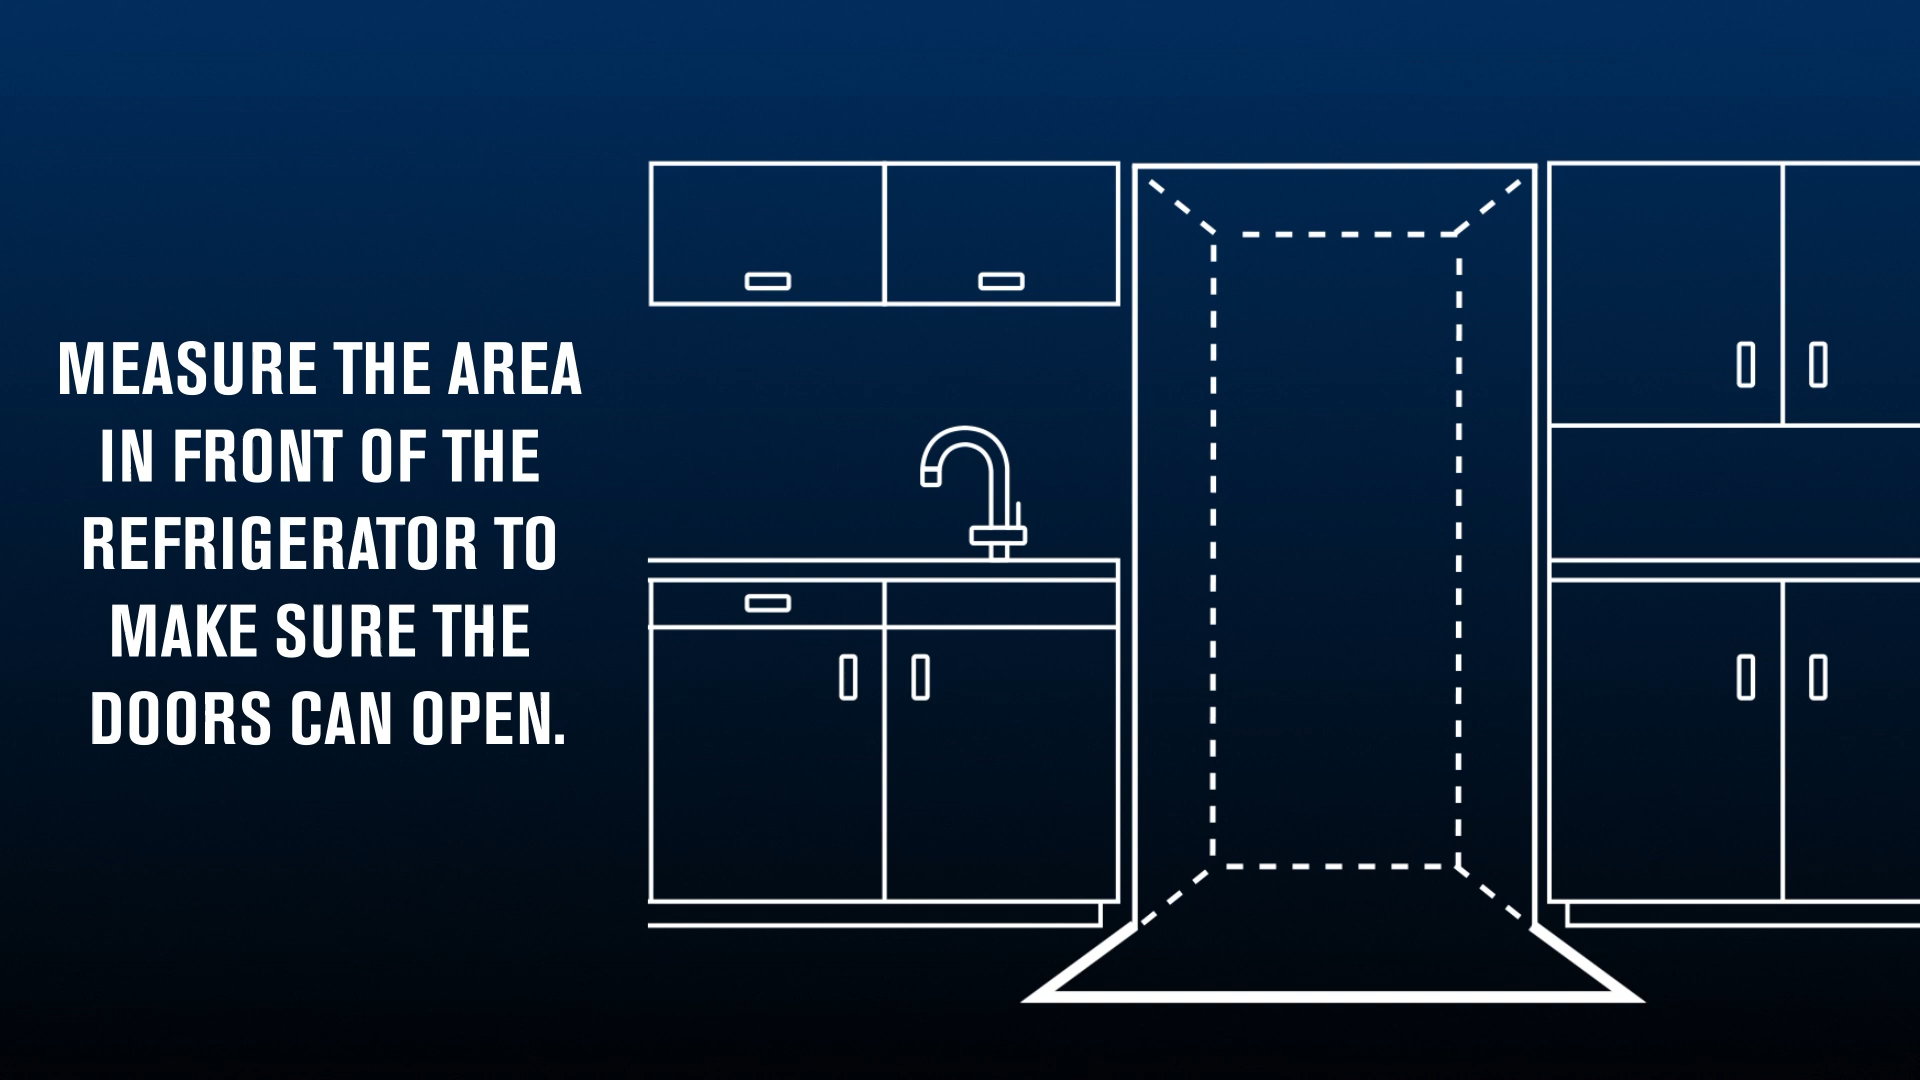 MEASURE THE AREA
IN FRONT OF THE
REFRIGERATOR TO
MAKE SURE THE
DOORS CAN OPEN.